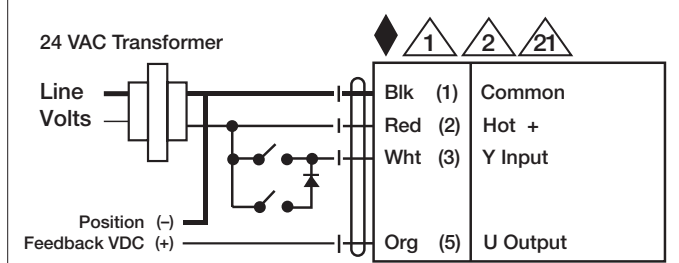 24 VAC Transformer
1 2 21
Line
Volts
Blk (1) Common
Red (2) Hot +
Wht (3) Y Input
Position (–)
Feedback VDC (+)
Org (5) U Output